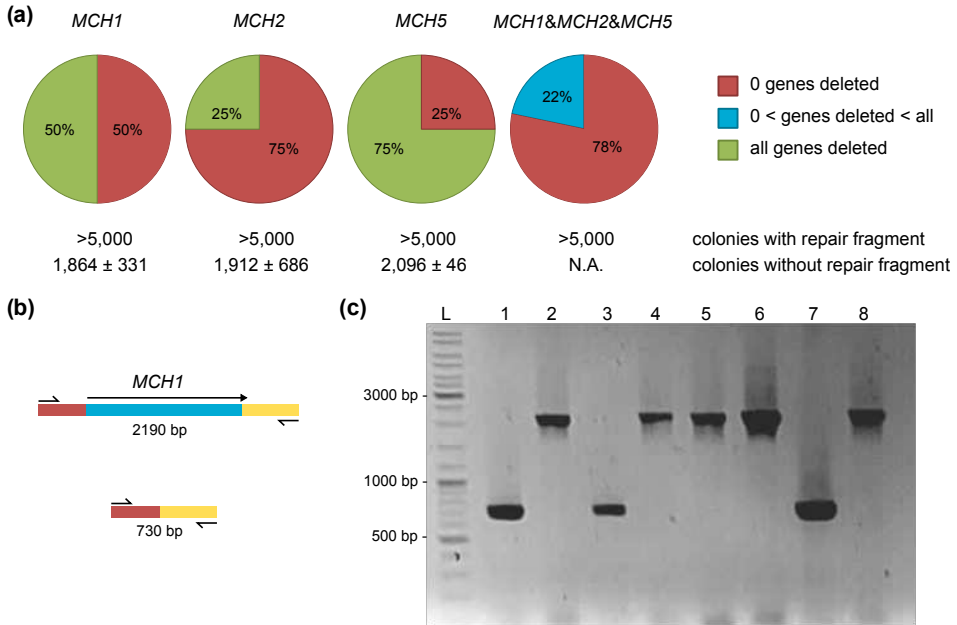 (a)
MCH1 MCH2 MCH5 MCH1&MCH2&MCH5
50% 50%
25% 75%
75% 25%
22% 78%
0 genes deleted
0 < genes deleted < all
all genes deleted
>5,000 >5,000 >5,000 >5,000 colonies with repair fragment
1,864 ± 331 1,912 ± 686 2,096 ± 46 N.A. colonies without repair fragment
(b)
MCH1
2190 bp
730 bp
(c)
L 1 2 3 4 5 6 7 8
3000 bp -
1000 bp -
500 bp -